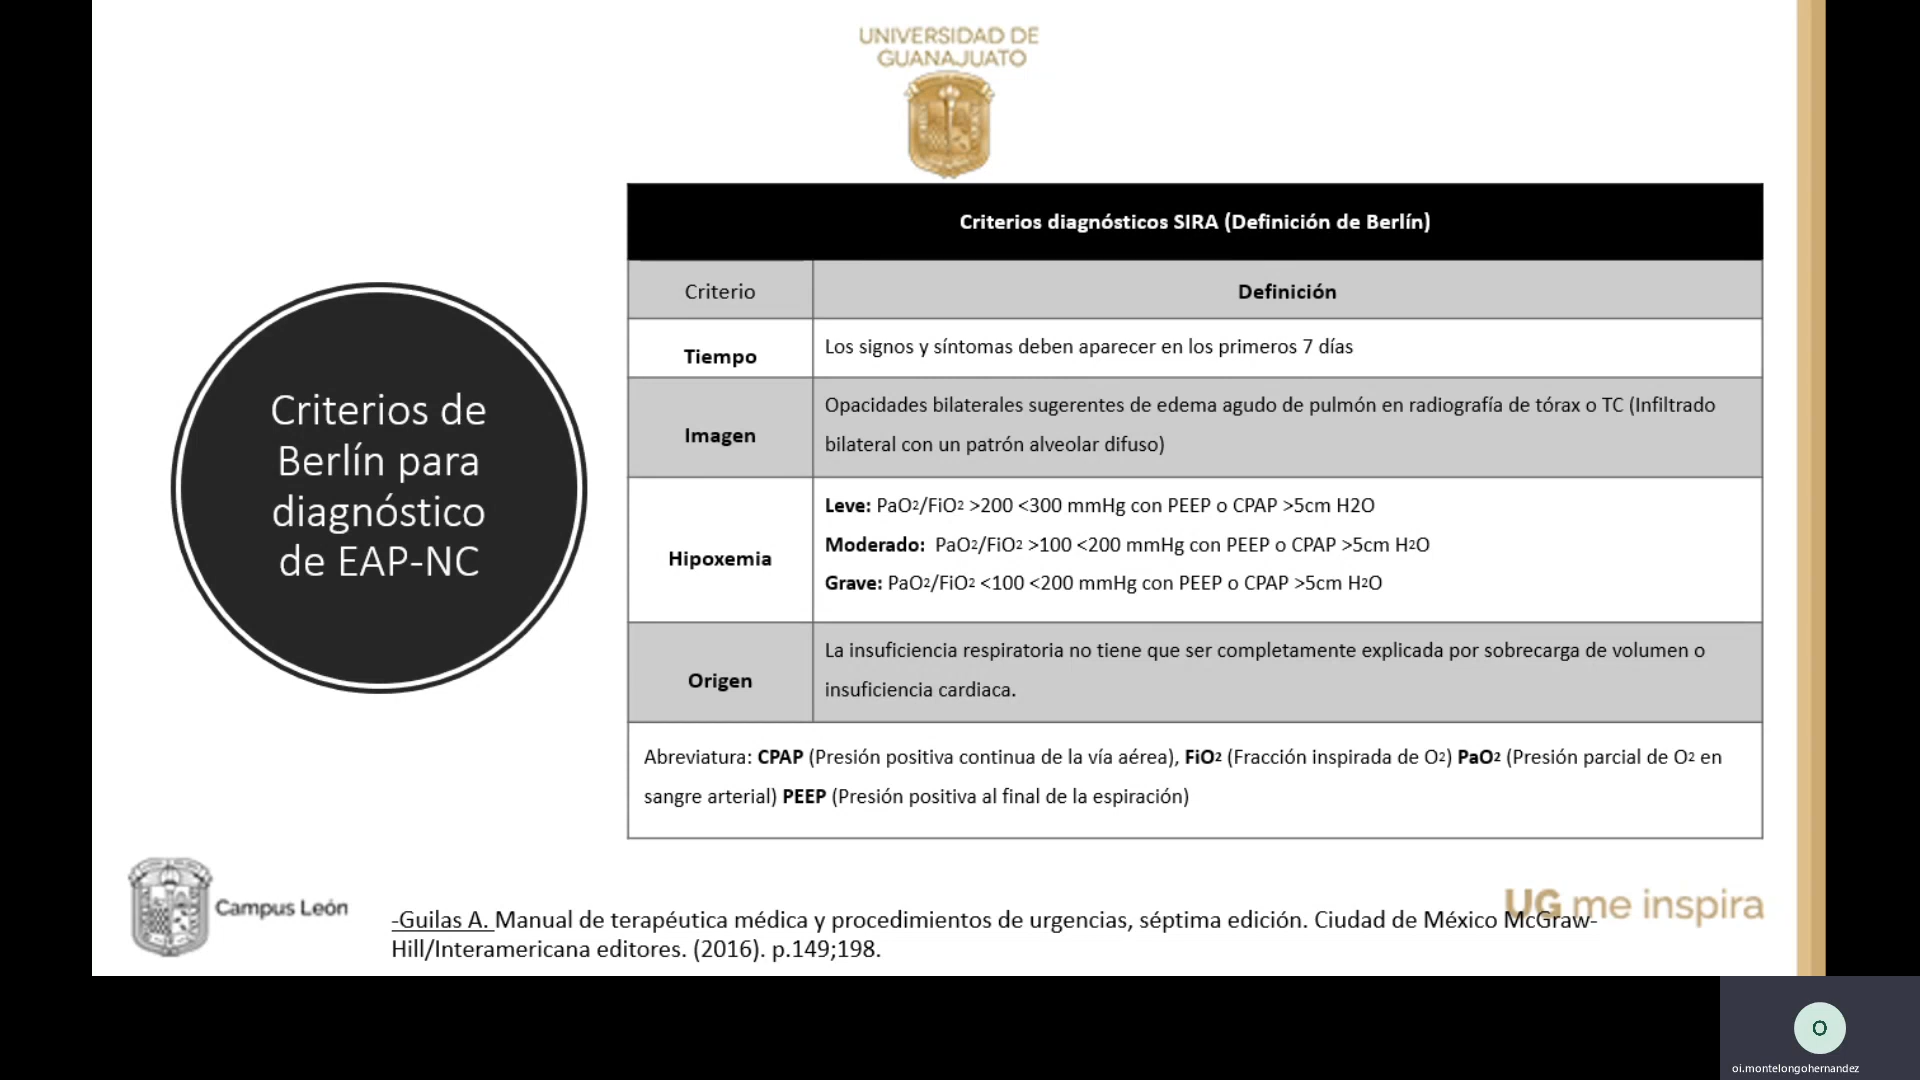 UNIVERSIDAD DE
GUANAJUATO
Criterios de
Berlín para
diagnóstico
de EAP-NC
Criterios diagnósticos SIRA (Definición de Berlín)
Criterio
Definición
Tiempo
Los signos y síntomas deben aparecer en los primeros 7 días
Imagen
Opacidades bilaterales sugerentes de edema agudo de pulmón en radiografía de tórax o TC (Infiltrado
bilateral con un patrón alveolar difuso)
Hipoxemia
Leve: PaO2/FiO2 >200 <300 mmHg con PEEP o CPAP >5cm H2O
Moderado: PaO2/FiO2 >100 <200 mmHg con PEEP o CPAP >5cm H2O
Grave: PaO2/FiO2 <100 <200 mmHg con PEEP o CPAP >5cm H2O
Origen
La insuficiencia respiratoria no tiene que ser completamente explicada por sobrecarga de volumen o
insuficiencia cardiaca.
Abreviatura: CPAP (Presión positiva continua de la vía aérea), FiO2 (Fracción inspirada de O2) PaO2 (Presión parcial de O2 en
sangre arterial) PEEP (Presión positiva al final de la espiración)
Campus León
-Guilas A. Manual de terapéutica médica y procedimientos de urgencias, séptima edición. Ciudad de México McGraw-
Hill/Interamericana editores. (2016). p.149;198.
UG me inspira
O
oi.montelongohernandez